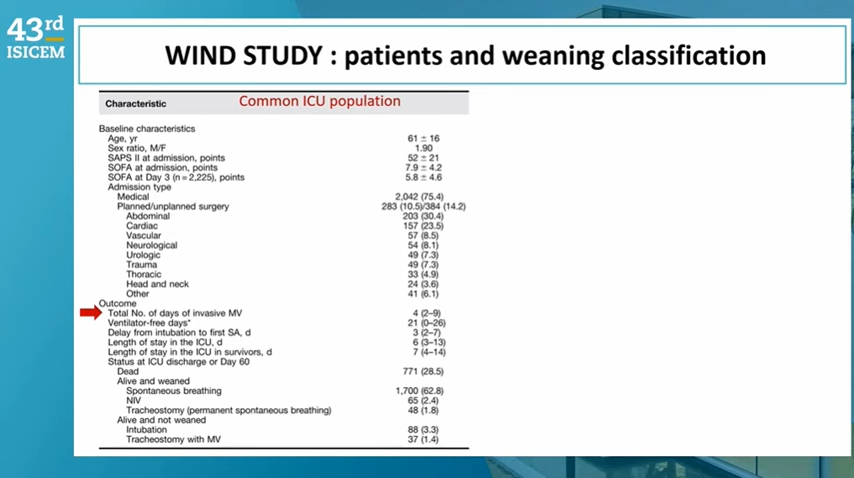 43rd
ISICEM
WIND STUDY : patients and weaning classification
Characteristic Common ICU population
Baseline characteristics
Age, yr 61 ± 16
Sex ratio, M/F 1.90
SAPS II at admission, points 52 ± 21
SOFA at admission, points 7.9 ± 4.2
SOFA at Day 3 (n = 2,225), points 5.8 ± 4.6
Admission type
Medical 2,042 (75.4)
Planned/unplanned surgery 283 (10.5)/384 (14.2)
Abdominal 203 (30.4)
Cardiac 157 (23.5)
Vascular 57 (8.5)
Neurological 54 (8.1)
Urologic 49 (7.3)
Trauma 49 (7.3)
Thoracic 33 (4.9)
Head and neck 24 (3.6)
Other 41 (6.1)
Outcome
Total No. of days of invasive MV 4 (2–9)
Ventilator-free days* 21 (0–26)
Delay from intubation to first SA, d 3 (2–7)
Length of stay in the ICU, d 6 (3–13)
Length of stay in the ICU in survivors, d 7 (4–14)
Status at ICU discharge or Day 60
Dead 771 (28.5)
Alive and weaned
Spontaneous breathing 1,700 (62.8)
NIV 65 (2.4)
Tracheostomy (permanent spontaneous breathing) 48 (1.8)
Alive and not weaned
Intubation 88 (3.3)
Tracheostomy with MV 37 (1.4)